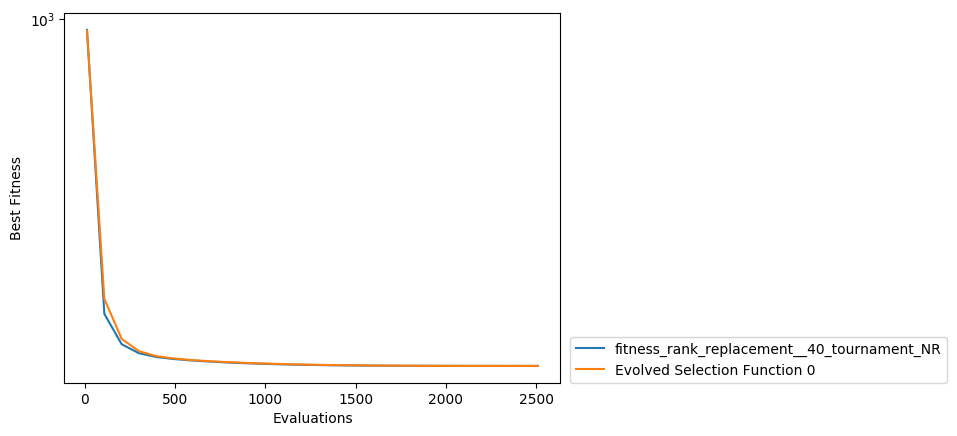 10³
Best Fitness
0
500
1000
1500
2000
2500
Evaluations
fitness_rank_replacement__40_tournament_NR
Evolved Selection Function 0